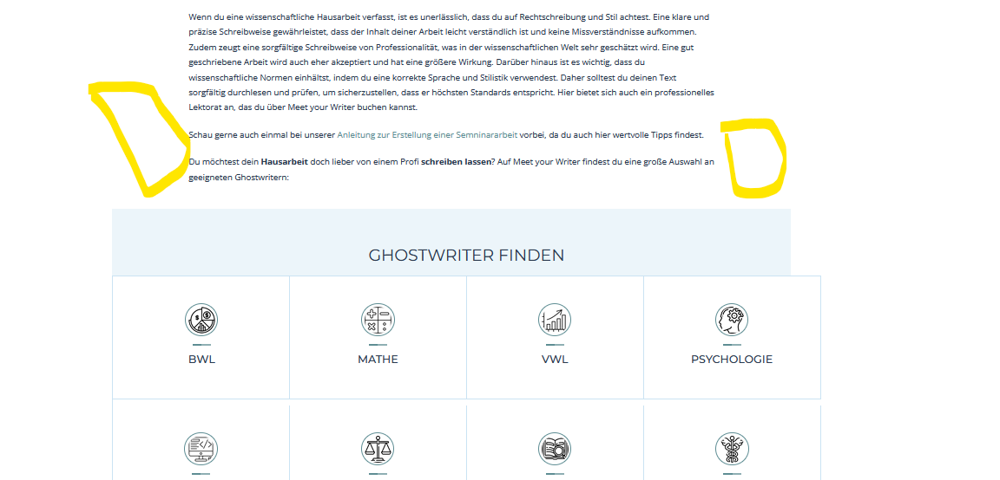 Wenn du eine wissenschaftliche Hausarbeit verfasst, ist es unerlässlich, dass du auf Rechtschreibung und Stil achtest. Eine klare und
präzise Schreibweise gewährleistet, dass der Inhalt deiner Arbeit leicht verständlich ist und keine Missverständnisse aufkommen.
Zudem zeugt eine sorgfältige Schreibweise von Professionalität, was in der wissenschaftlichen Welt sehr geschätzt wird. Eine gut
geschriebene Arbeit wird auch eher akzeptiert und hat eine größere Wirkung. Darüber hinaus ist es wichtig, dass du
wissenschaftliche Normen einhältst, indem du eine korrekte Sprache und Stilistik verwendest. Daher solltest du deinen Text
sorgfältig durchlesen und prüfen, um sicherzustellen, dass er höchsten Standards entspricht. Hier bietet sich auch ein professionelles
Lektorat an, das du über Meet your Writer buchen kannst.
Schau gerne auch einmal bei unserer Anleitung zur Erstellung einer Semninararbeit vorbei, da du auch hier wertvolle Tipps findest.
Du möchtest dein Hausarbeit doch lieber von einem Profi schreiben lassen? Auf Meet your Writer findest du eine große Auswahl an
geeigneten Ghostwritern:
GHOSTWRITER FINDEN
BWL
MATHE
VWL
PSYCHOLOGIE